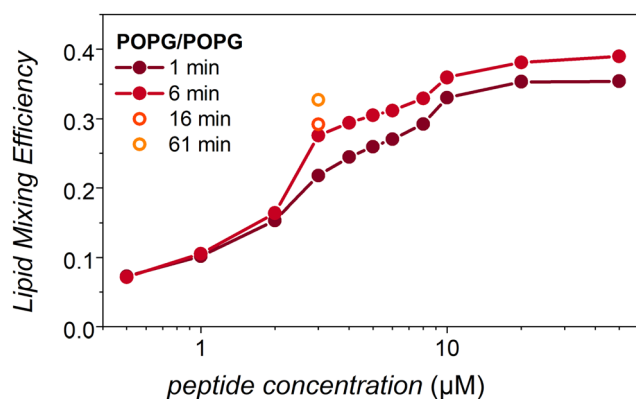 POPG/POPG
1 min
6 min
16 min
61 min
Lipid Mixing Efficiency
0.4
0.3
0.2
0.1
0.0
1 10
peptide concentration (µM)